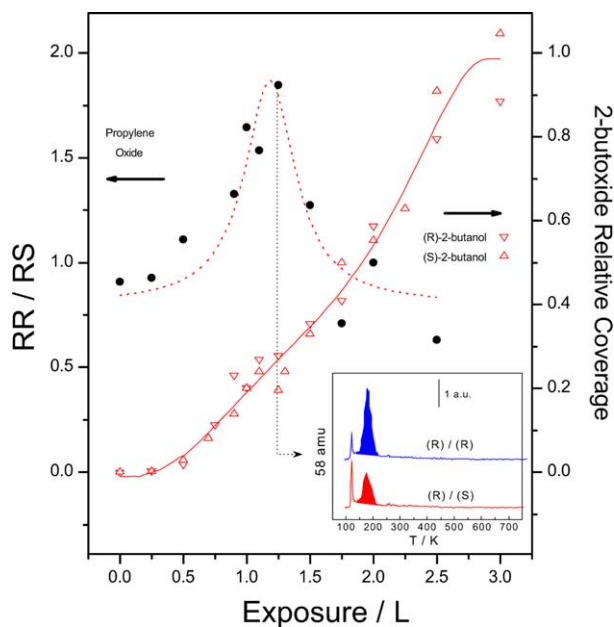 2.0
1.5
1.0
0.5
0.0
RR / RS
Propylene
Oxide
1.0
0.8
0.6
0.4
0.2
0.0
2-butoxide Relative Coverage
(R)-2-butanol
(S)-2-butanol
1 a.u.
(R) / (R)
(R) / (S)
58 amu
100 200 300 400 500 600 700
T / K
0.0 0.5 1.0 1.5 2.0 2.5 3.0
Exposure / L